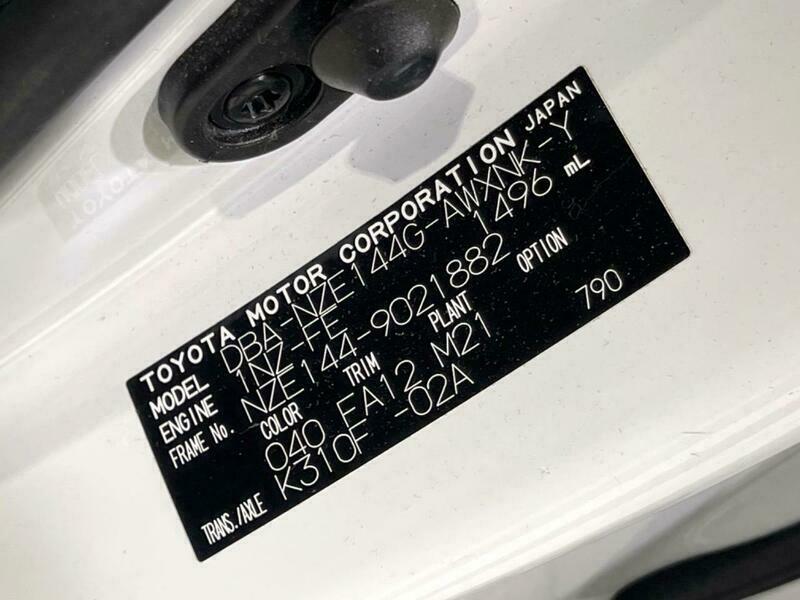 TOYOTA MOTOR CORPORATION JAPAN
MODEL DBA-NZE144G-AWXNK-Y
ENGINE 1NZ-FE 1496 mL
FRAME No. NZE144-9021882
COLOR TRIM PLANT OPTION
040 FA12 M21 790
TRANS./AXLE K310F -02A